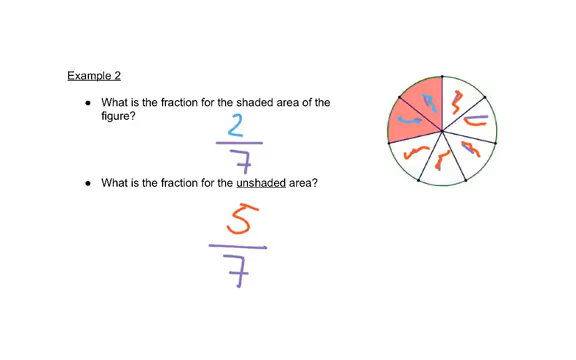 Example 2
● What is the fraction for the shaded area of the
figure?
2
7
● What is the fraction for the unshaded area?
5
7